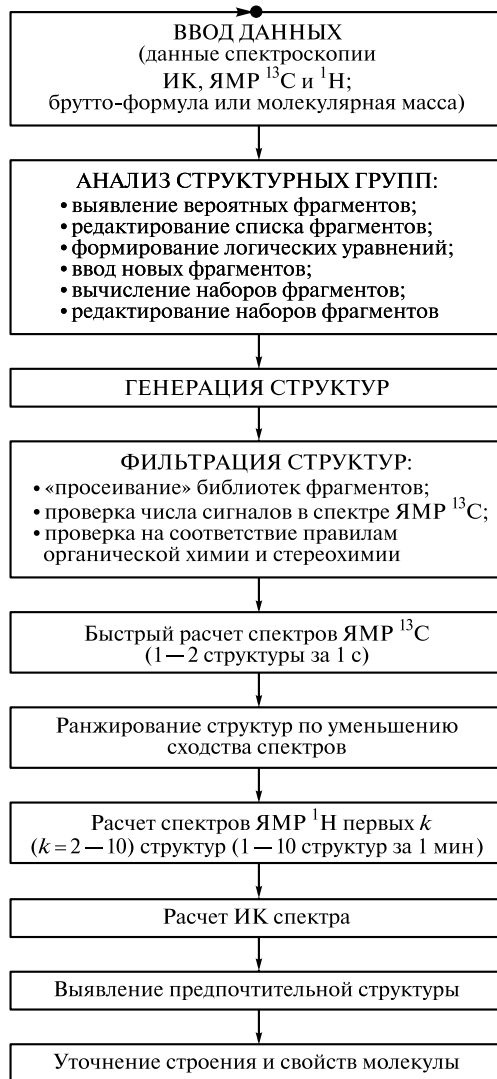 ВВОД ДАННЫХ
(данные спектроскопии
ИК, ЯМР ¹³C и ¹H;
брутто-формула или молекулярная масса)
АНАЛИЗ СТРУКТУРНЫХ ГРУПП:
• выявление вероятных фрагментов;
• редактирование списка фрагментов;
• формирование логических уравнений;
• ввод новых фрагментов;
• вычисление наборов фрагментов;
• редактирование наборов фрагментов
ГЕНЕРАЦИЯ СТРУКТУР
ФИЛЬТРАЦИЯ СТРУКТУР:
• «просеивание» библиотек фрагментов;
• проверка числа сигналов в спектре ЯМР ¹³C;
• проверка на соответствие правилам
органической химии и стереохимии
Быстрый расчет спектров ЯМР ¹³C
(1—2 структуры за 1 с)
Ранжирование структур по уменьшению
сходства спектров
Расчет спектров ЯМР ¹H первых k
(k = 2 — 10) структур (1—10 структур за 1 мин)
Расчет ИК спектра
Выявление предпочтительной структуры
Уточнение строения и свойств молекулы